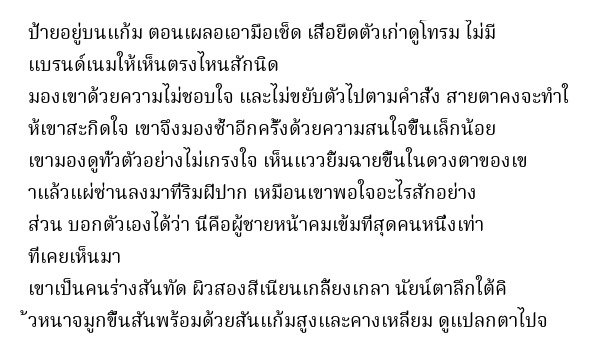 ป้ายอยู่บนแก้ม ตอนเผลอเอามือเช็ด เสื้อยืดตัวเก่าดูโทรม ไม่มี
แบรนด์เนมให้เห็นตรงไหนสักนิด
มองเขาด้วยความไม่ชอบใจ และไม่ขยับตัวไปตามคำสั่ง สายตาคงจะทำใ
ห้เขาสะกิดใจ เขาจึงมองซ้ำอีกครั้งด้วยความสนใจขึ้นเล็กน้อย
เขามองดูทั่วตัวอย่างไม่เกรงใจ เห็นแววยิ้มฉายขึ้นในดวงตาของเข
าแล้วแผ่ซ่านลงมาที่ริมฝีปาก เหมือนเขาพอใจอะไรสักอย่าง
ส่วน บอกตัวเองได้ว่า นี่คือผู้ชายหน้าคมเข้มที่สุดคนหนึ่งเท่า
ที่เคยเห็นมา
เขาเป็นคนร่างสันทัด ผิวสองสีเนียนเกลี้ยงเกลา นัยน์ตาลึกใต้คิ
้วหนาจมูกขึ้นสันพร้อมด้วยสันแก้มสูงและคางเหลี่ยม ดูแปลกตาไปจ